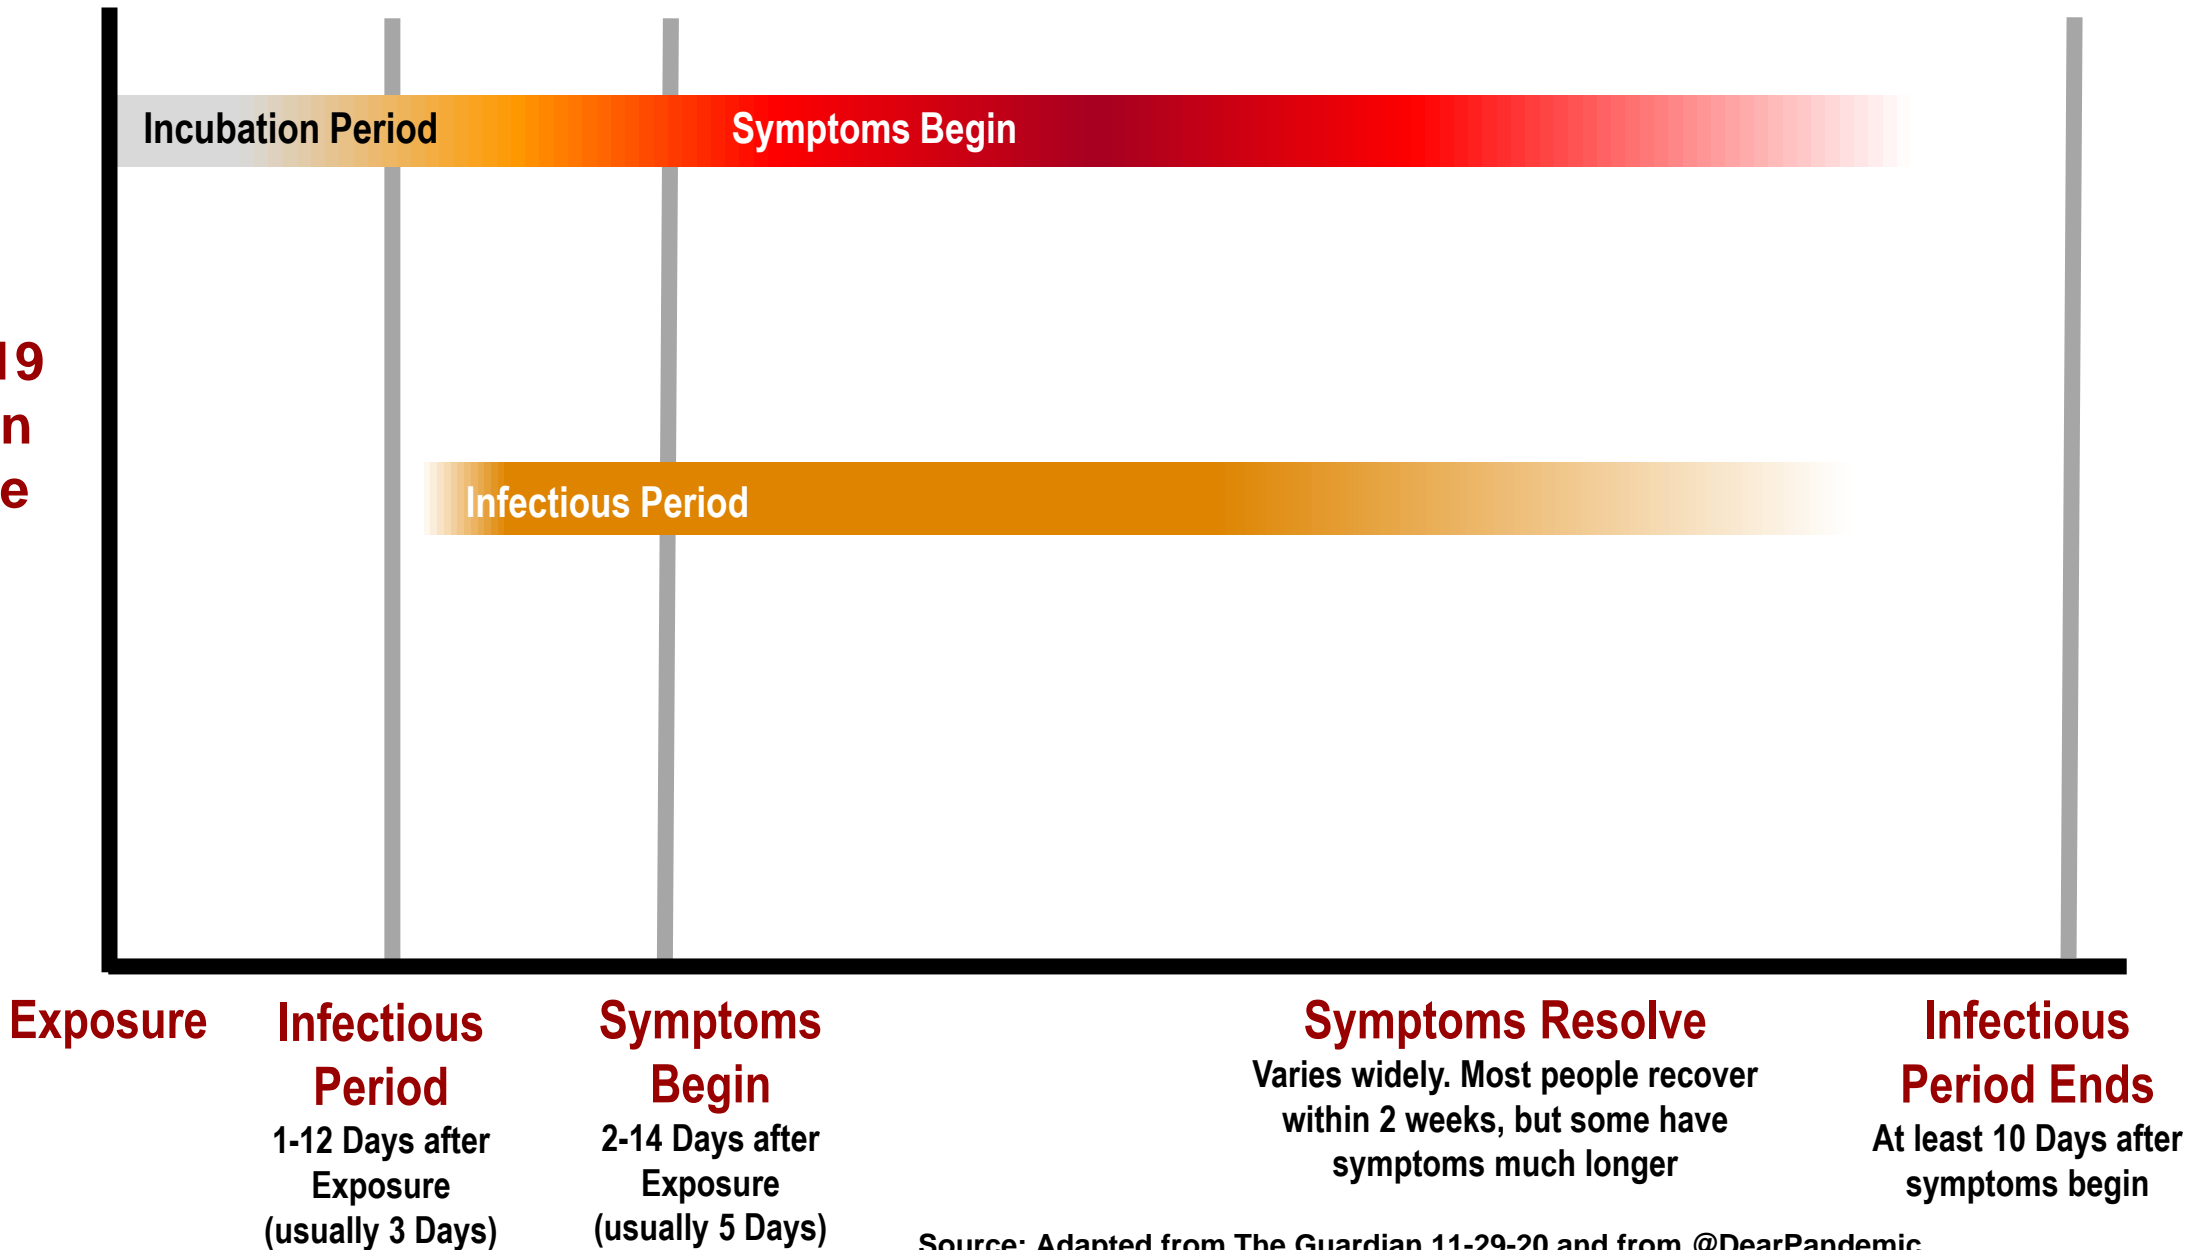 Incubation Period
Symptoms Begin
19
n
e
Infectious Period
Exposure
Infectious
Period
1-12 Days after
Exposure
(usually 3 Days)
Symptoms
Begin
2-14 Days after
Exposure
(usually 5 Days)
Symptoms Resolve
Varies widely. Most people recover
within 2 weeks, but some have
symptoms much longer
Infectious
Period Ends
At least 10 Days after
symptoms begin
Source: Adapted from The Guardian 11-29-20 and from @DearPandemic